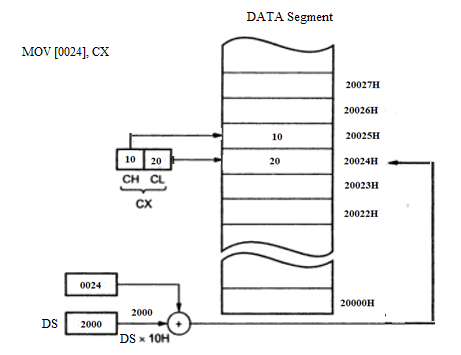 DATA Segment
MOV [0024], CX
20027H
20026H
10 20025H
10 20 20 20024H
CH CL 20023H
CX 20022H
0024
20000H
2000
DS 2000 +
DS × 10H